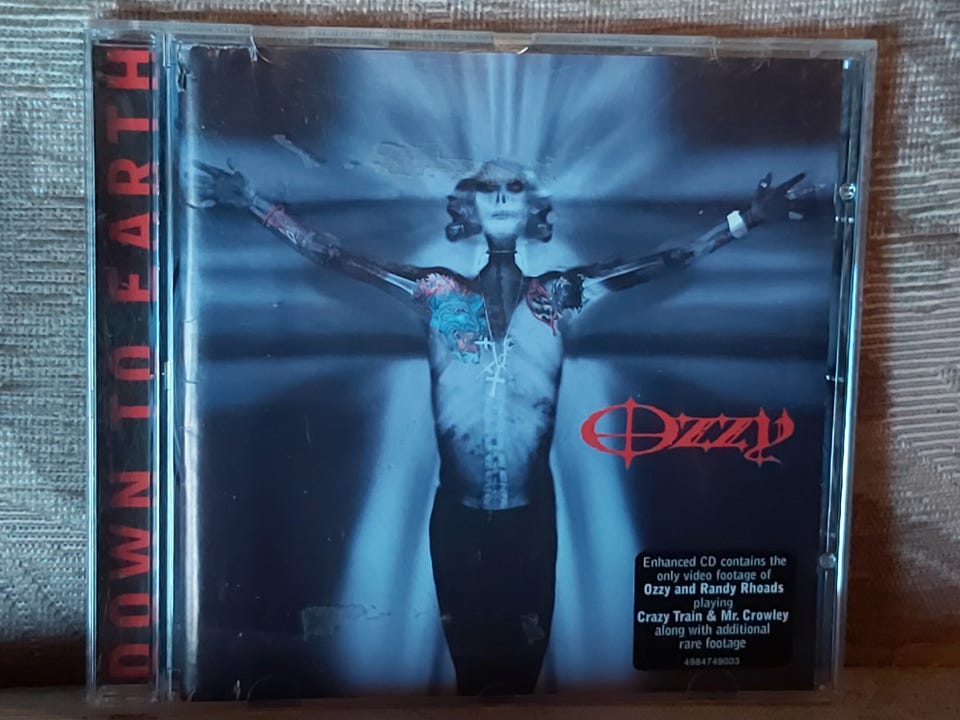 DOWN TO EARTH
Ozzy
Enhanced CD contains the
only video footage of
Ozzy and Randy Rhoads
playing
Crazy Train & Mr. Crowley
along with additional
rare footage
4984749003